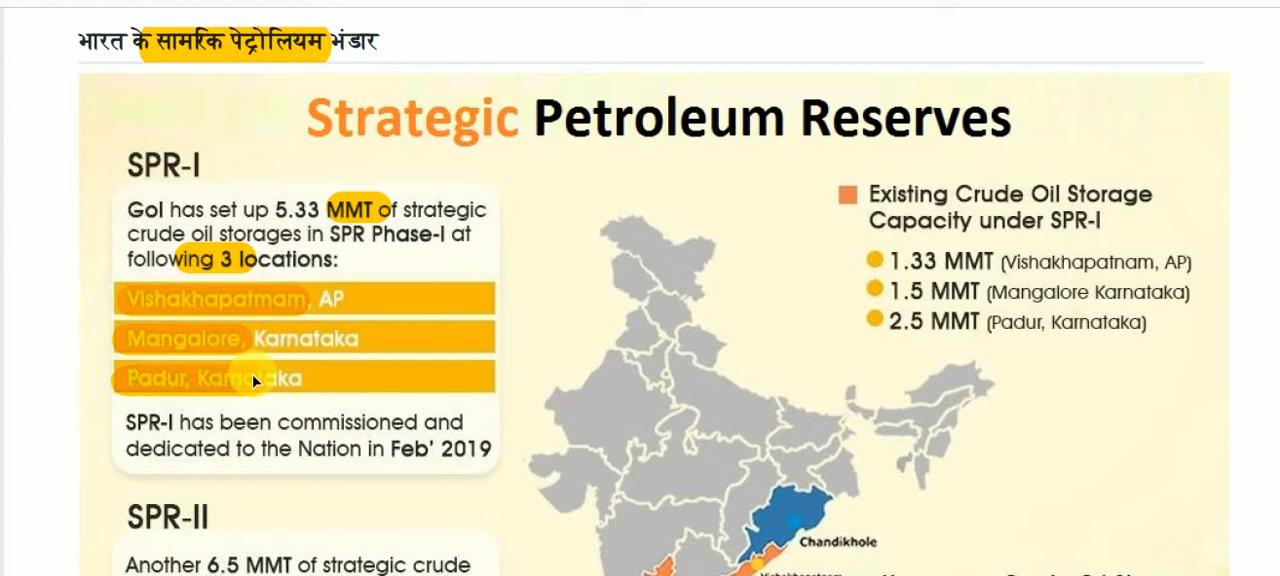 भारत के सामरिक पेट्रोलियम भंडार
Strategic Petroleum Reserves
SPR-I
GoI has set up 5.33 MMT of strategic
crude oil storages in SPR Phase-I at
following 3 locations:
Vishakhapatmam, AP
Mangalore, Karnataka
Padur, Karnataka
SPR-I has been commissioned and
dedicated to the Nation in Feb' 2019
SPR-II
Another 6.5 MMT of strategic crude
Existing Crude Oil Storage
Capacity under SPR-I
1.33 MMT (Vishakhapatnam, AP)
1.5 MMT (Mangalore Karnataka)
2.5 MMT (Padur, Karnataka)
Chandikhole